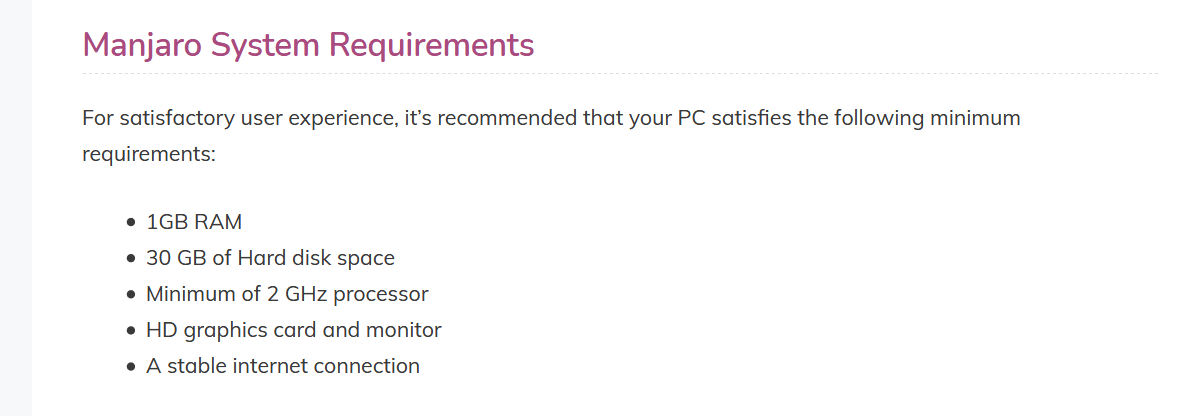 Manjaro System Requirements
For satisfactory user experience, it’s recommended that your PC satisfies the following minimum
requirements:
• 1GB RAM
• 30 GB of Hard disk space
• Minimum of 2 GHz processor
• HD graphics card and monitor
• A stable internet connection